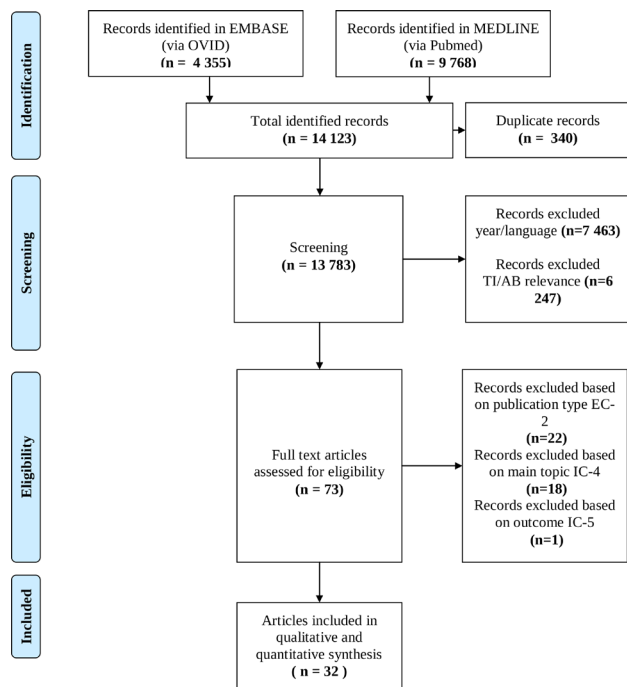 Identification
Records identified in EMBASE
(via OVID)
(n = 4 355)
Records identified in MEDLINE
(via Pubmed)
(n = 9 768)
Total identified records
(n = 14 123)
Duplicate records
(n = 340)
Screening
Screening
(n = 13 783)
Records excluded
year/language (n=7 463)
Records excluded
TI/AB relevance (n=6
247)
Eligibility
Full text articles
assessed for eligibility
(n = 73)
Records excluded based
on publication type EC-
2
(n=22)
Records excluded based
on main topic IC-4
(n=18)
Records excluded based
on outcome IC-5
(n=1)
Included
Articles included in
qualitative and
quantitative synthesis
( n = 32 )